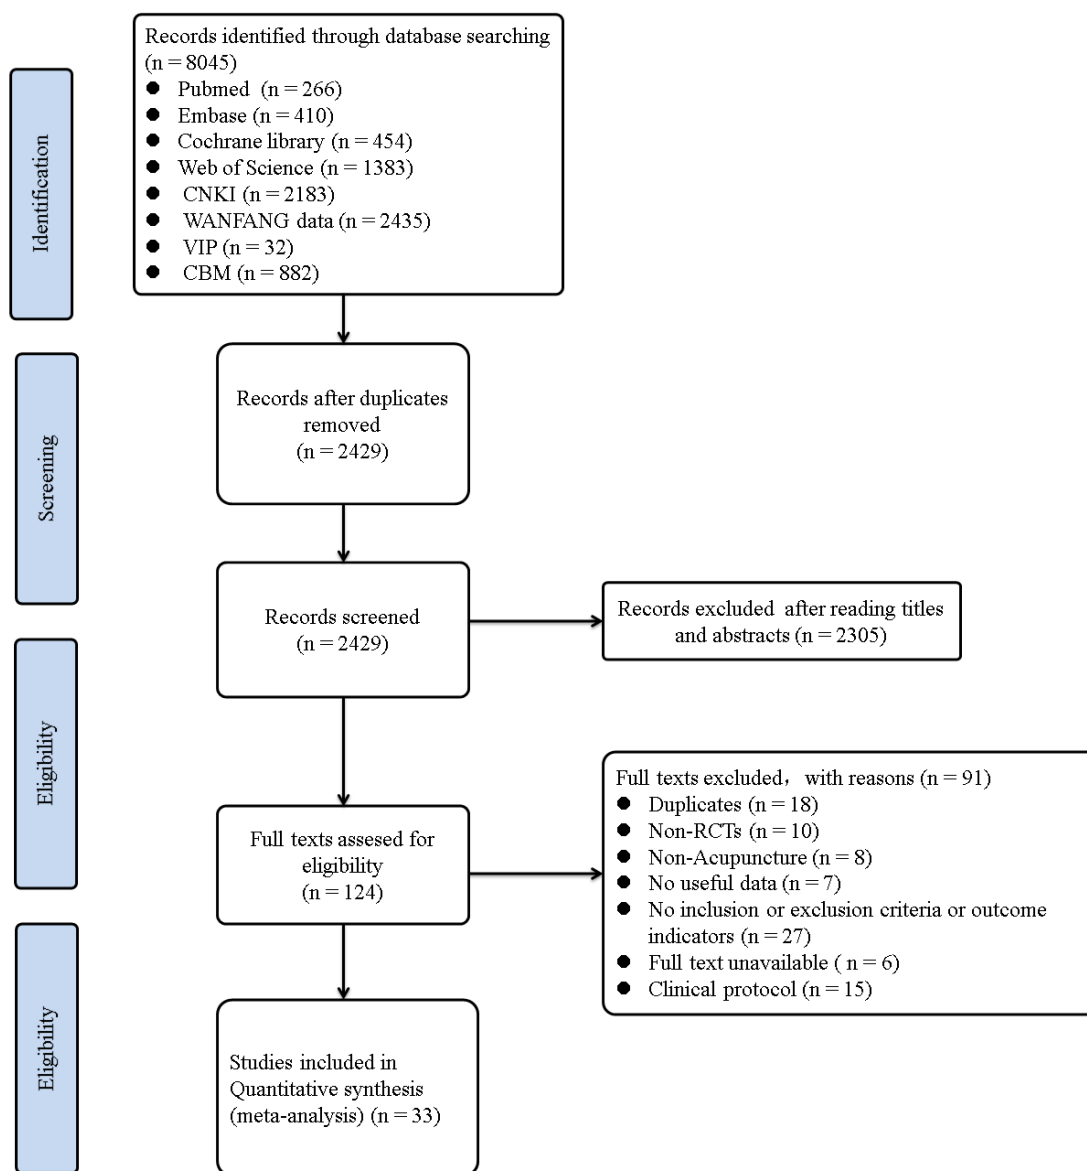 Identification
Records identified through database searching
(n = 8045)
● Pubmed (n = 266)
● Embase (n = 410)
● Cochrane library (n = 454)
● Web of Science (n = 1383)
● CNKI (n = 2183)
● WANFANG data (n = 2435)
● VIP (n = 32)
● CBM (n = 882)
Screening
Records after duplicates
removed
(n = 2429)
Records screened
(n = 2429)
Records excluded after reading titles
and abstracts (n = 2305)
Eligibility
Full texts assesed for
eligibility
(n = 124)
Full texts excluded，with reasons (n = 91)
● Duplicates (n = 18)
● Non-RCTs (n = 10)
● Non-Acupuncture (n = 8)
● No useful data (n = 7)
● No inclusion or exclusion criteria or outcome
indicators (n = 27)
● Full text unavailable ( n = 6)
● Clinical protocol (n = 15)
Eligibility
Studies included in
Quantitative synthesis
(meta-analysis) (n = 33)